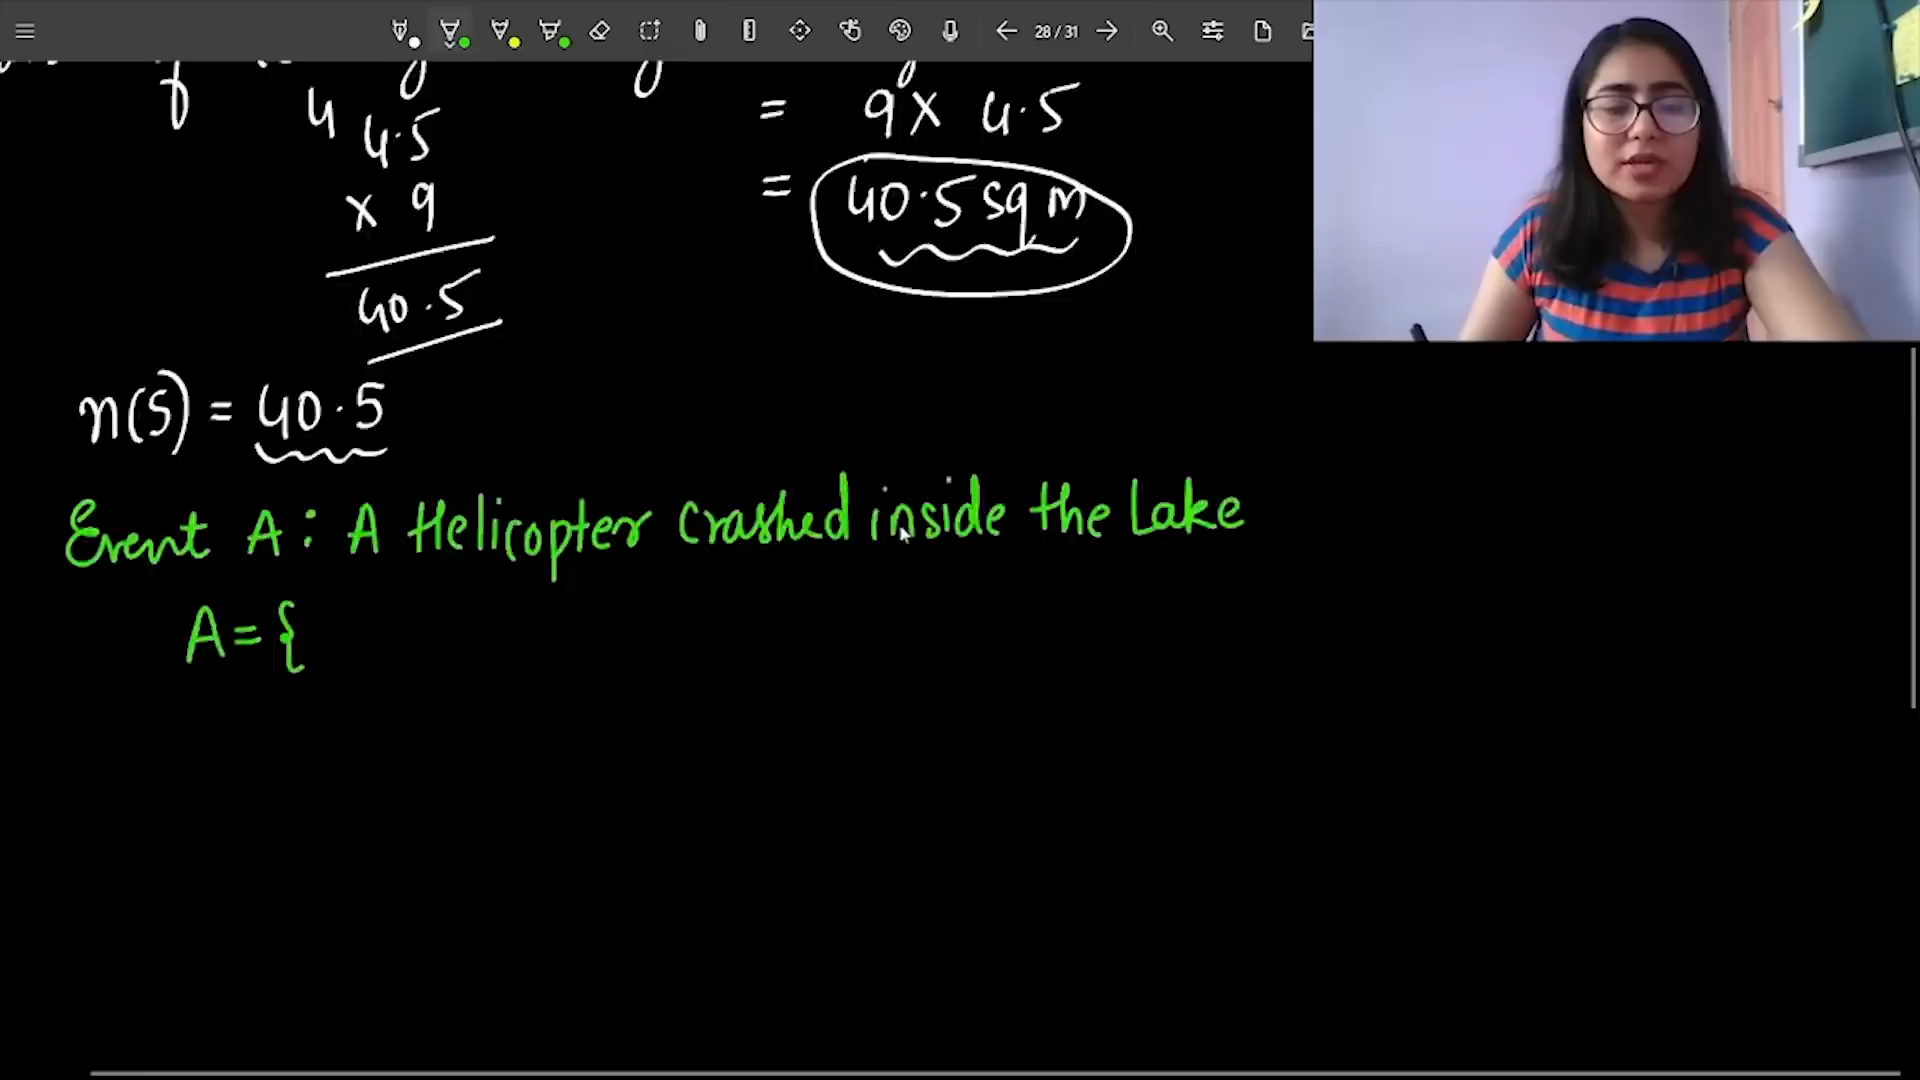 28 / 31
4
4.5
x 9
40.5
= 9 x 4.5
= 40.5 sq m
n(S) = 40.5
Event A : A Helicopter crashed inside the Lake
A = {